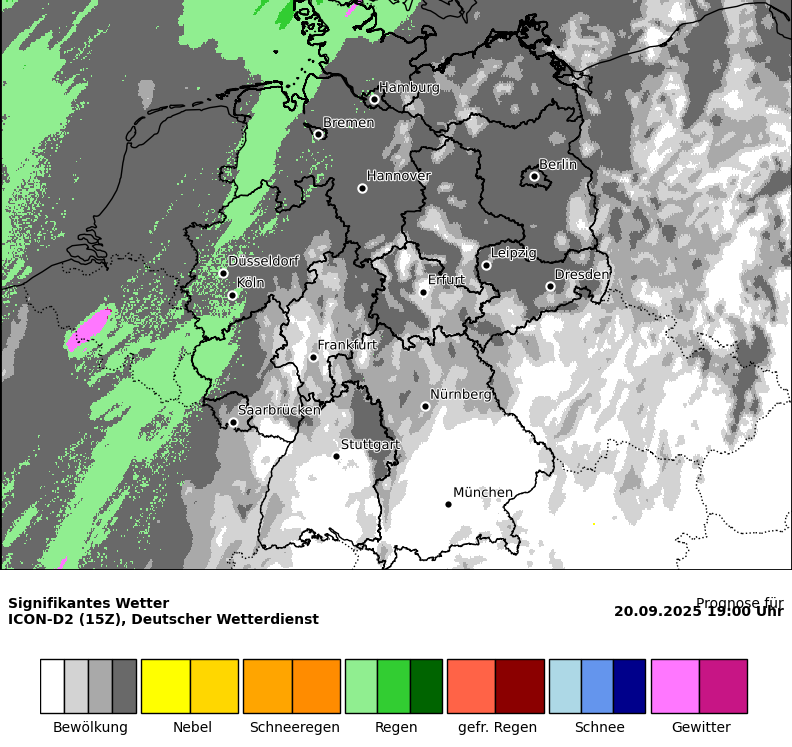 Hamburg
Bremen
Berlin
Hannover
Düsseldorf
Leipzig
Köln
Erfurt
Dresden
Frankfurt
Nürnberg
Saarbrücken
Stuttgart
München
Signifikantes Wetter
ICON-D2 (15Z), Deutscher Wetterdienst
Prognose für
20.09.2025 19:00 Uhr
Bewölkung Nebel Schneeregen Regen gefr. Regen Schnee Gewitter